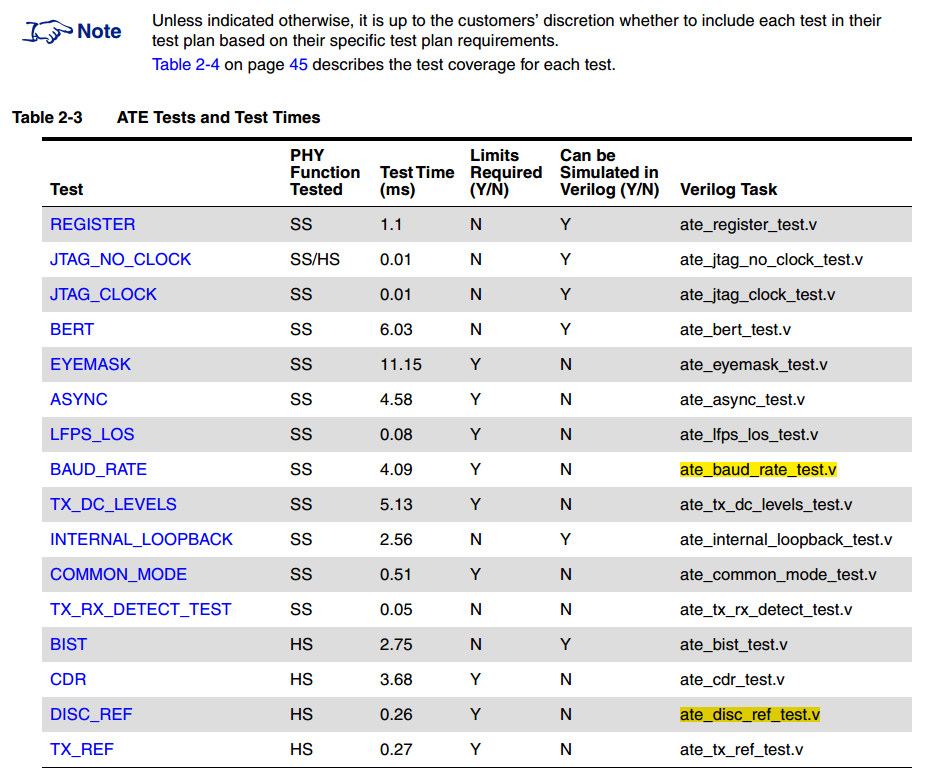 Note
Unless indicated otherwise, it is up to the customers’ discretion whether to include each test in their
test plan based on their specific test plan requirements.
Table 2-4 on page 45 describes the test coverage for each test.
Table 2-3 ATE Tests and Test Times
Test PHY Function Tested Test Time (ms) Limits Required (Y/N) Can be Simulated in Verilog (Y/N) Verilog Task
REGISTER SS 1.1 N Y ate_register_test.v
JTAG_NO_CLOCK SS/HS 0.01 N Y ate_jtag_no_clock_test.v
JTAG_CLOCK SS 0.01 N Y ate_jtag_clock_test.v
BERT SS 6.03 N Y ate_bert_test.v
EYEMASK SS 11.15 Y N ate_eyemask_test.v
ASYNC SS 4.58 Y N ate_async_test.v
LFPS_LOS SS 0.08 Y N ate_lfps_los_test.v
BAUD_RATE SS 4.09 Y N ate_baud_rate_test.v
TX_DC_LEVELS SS 5.13 Y N ate_tx_dc_levels_test.v
INTERNAL_LOOPBACK SS 2.56 N Y ate_internal_loopback_test.v
COMMON_MODE SS 0.51 Y N ate_common_mode_test.v
TX_RX_DETECT_TEST SS 0.05 N N ate_tx_rx_detect_test.v
BIST HS 2.75 N Y ate_bist_test.v
CDR HS 3.68 Y N ate_cdr_test.v
DISC_REF HS 0.26 Y N ate_disc_ref_test.v
TX_REF HS 0.27 Y N ate_tx_ref_test.v